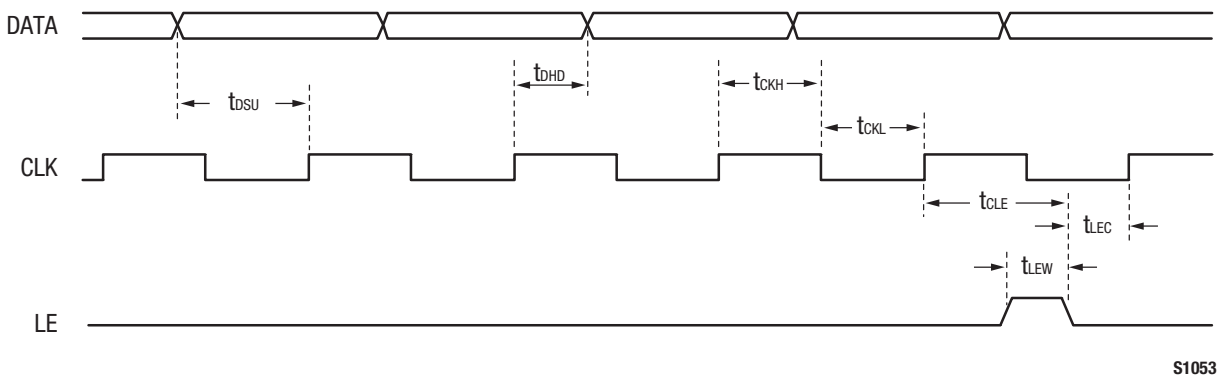 DATA
tDHD
tCKH
tDSU
tCKL
CLK
tCLE
tLEC
tLEW
LE
S1053